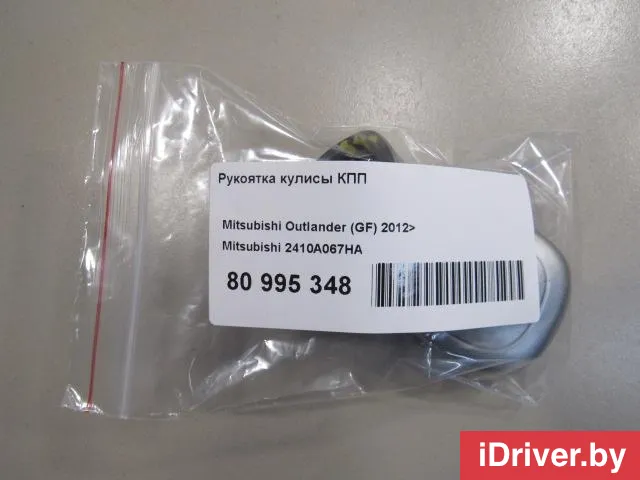 Рукоятка кулисы КПП
Mitsubishi Outlander (GF) 2012>
Mitsubishi 2410A067HA
80 995 348
iDriver.by